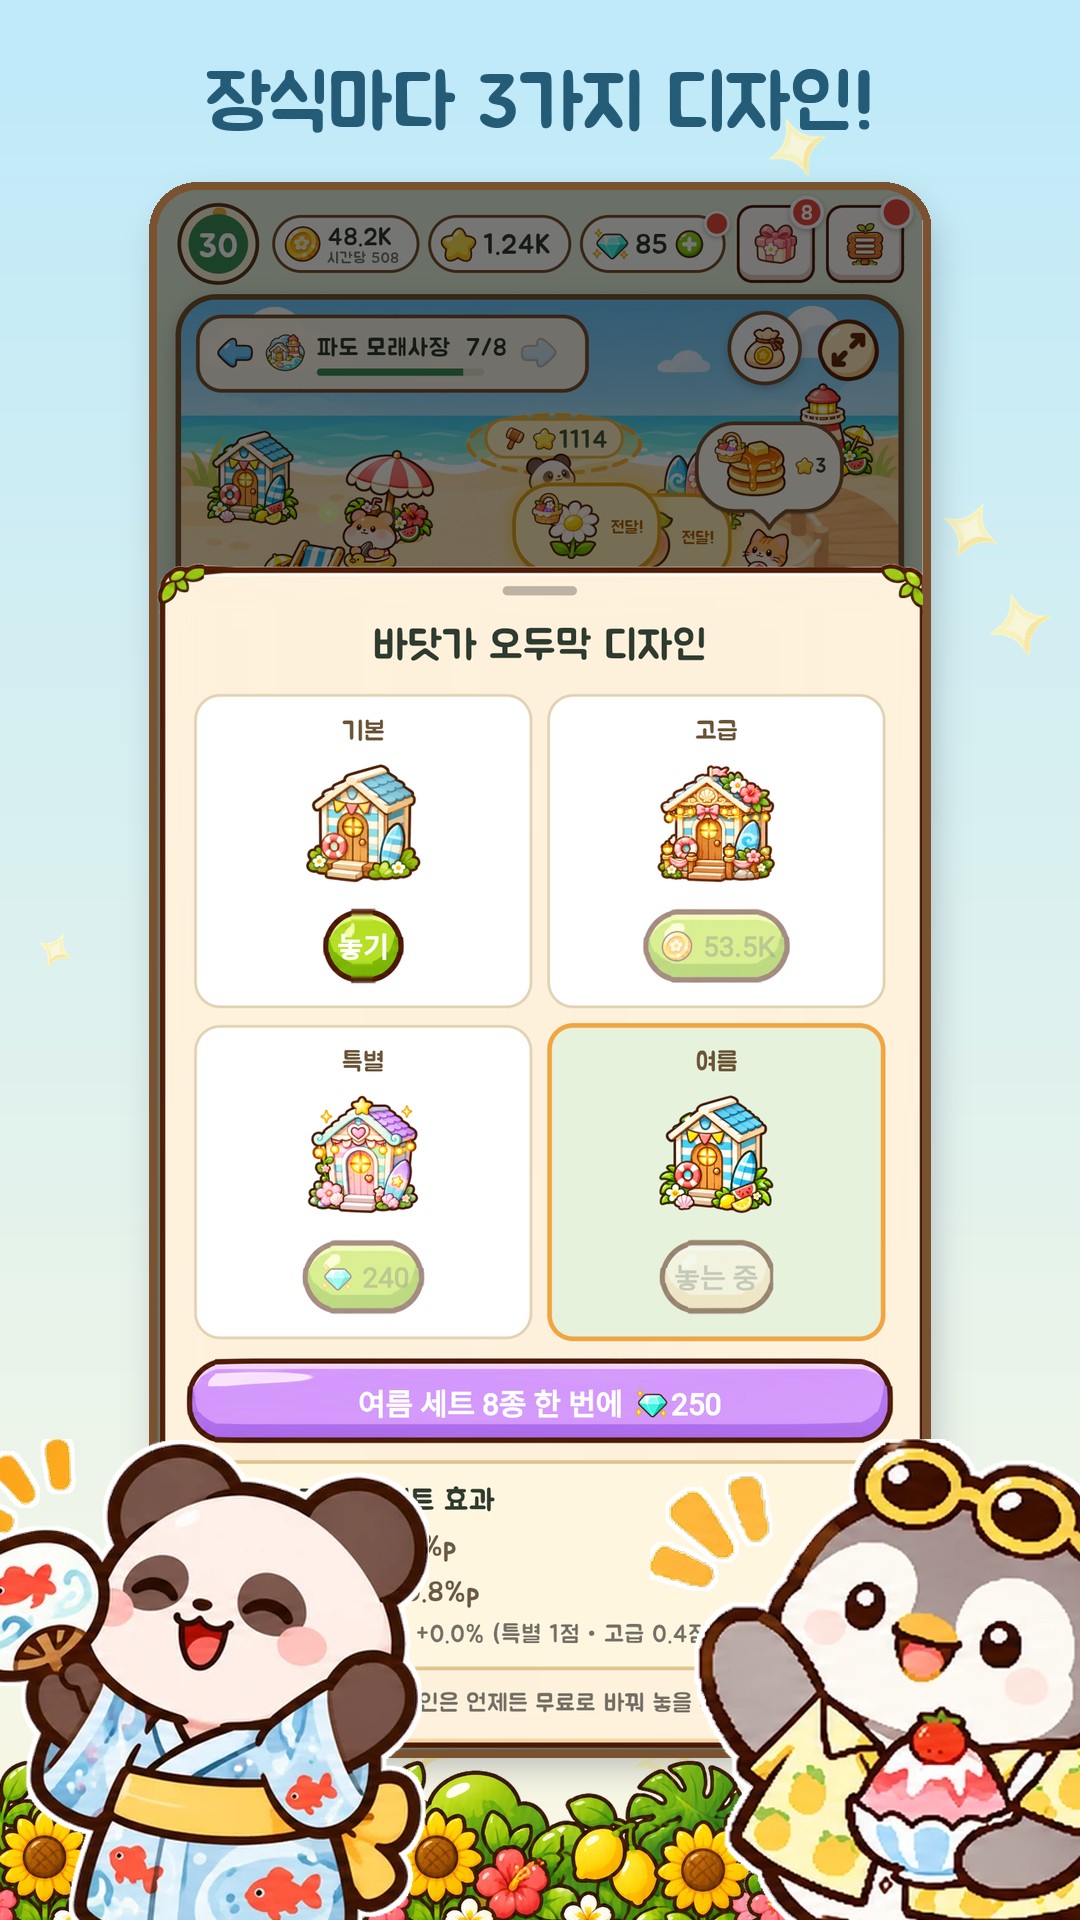 장식마다 3가지 디자인!
30
48.2K
시간당 508
1.24K
85
8
파도 모래사장 7/8
1114
3
전달!
전달!
바닷가 오두막 디자인
기본
고급
놓기
53.5K
특별
여름
240
놓는 중
여름 세트 8종 한 번에 250
트 효과
%p
.8%p
+0.0% (특별 1점 • 고급 0.4점
인은 언제든 무료로 바꿔 놓을